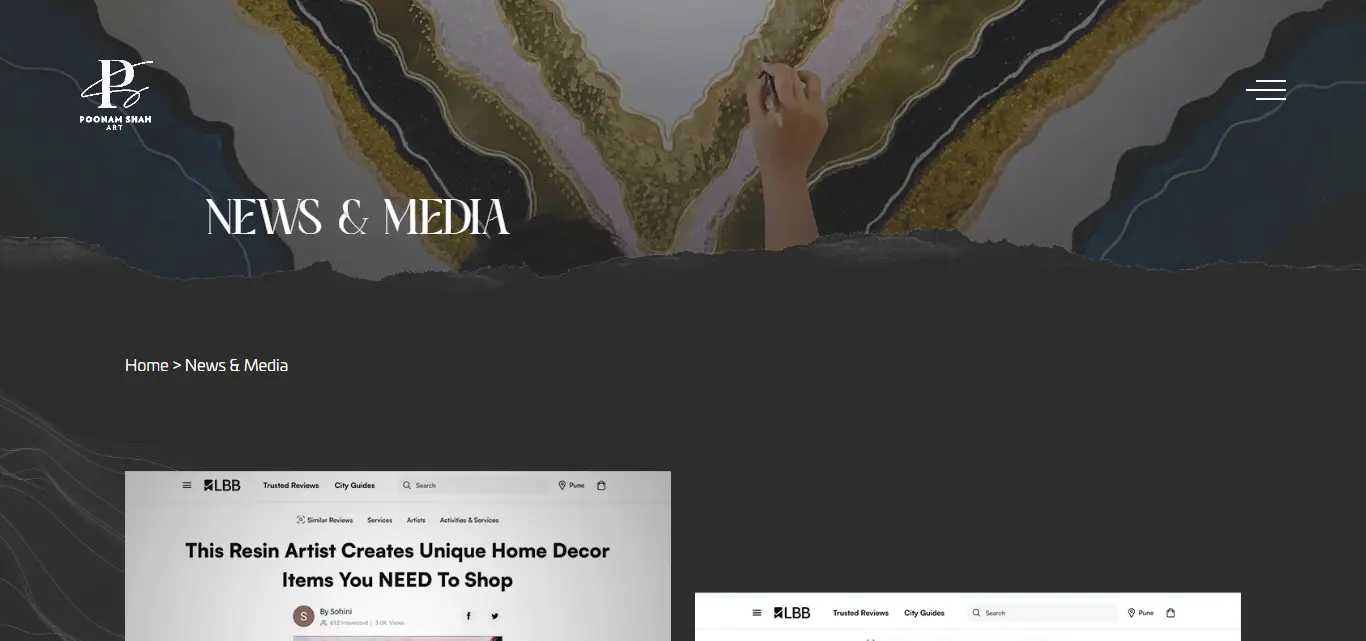 POONAM SHAH
ART
NEWS & MEDIA
Home > News & Media
LBB
Trusted Reviews
City Guides
Search
Pune
Similar Reviews
Services
Artists
Activities & Services
This Resin Artist Creates Unique Home Decor
Items You NEED To Shop
S
By Sohini
612 Interested | 3.0K Views
LBB
Trusted Reviews
City Guides
Search
Pune